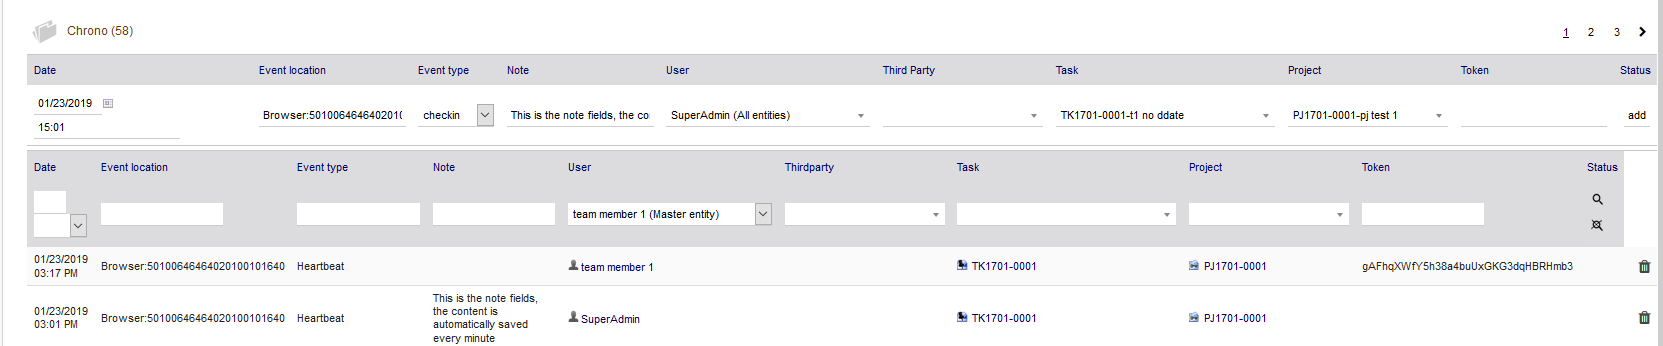 Chrono (58)
1 2 3
Date Event location Event type Note User Third Party Task Project Token Status
01/23/2019
15:01
Browser:5010064646402010 checkin This is the note fields, the co SuperAdmin (All entities) TK1701-0001-t1 no ddate PJ1701-0001-pj test 1 add
Date Event location Event type Note User Thirdparty Task Project Token Status
team member 1 (Master entity)
01/23/2019
03:17 PM
Browser:50100646464020100101640 Heartbeat team member 1 TK1701-0001 PJ1701-0001 gAFhqXWfY5h38a4buUxGKG3dqHBRHmb3
01/23/2019
03:01 PM
Browser:50100646464020100101640 Heartbeat
This is the note fields,
the content is
automatically saved
every minute
SuperAdmin TK1701-0001 PJ1701-0001